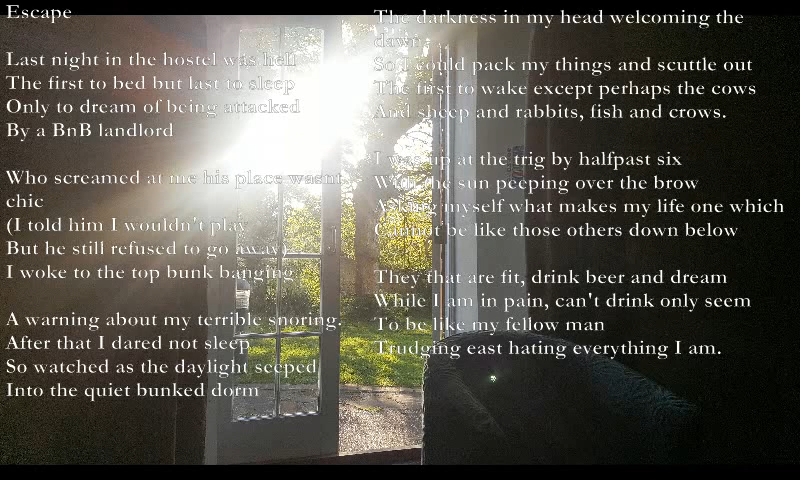 Escape
Last night in the hostel was hell
The first to bed but last to sleep
Only to dream of being attacked
By a BnB landlord
Who screamed at me his place wasnt
chic
(I told him I wouldn't play
But he still refused to go away)
I woke to the top bunk banging
A warning about my terrible snoring.
After that I dared not sleep
So watched as the daylight seeped
Into the quiet bunked dorm
The darkness in my head welcoming the
dawn
So I could pack my things and scuttle out
The first to wake except perhaps the cows
And sheep and rabbits, fish and crows.
I was up at the trig by halfpast six
With the sun peeping over the brow
Asking myself what makes my life one which
Cannot be like those others down below
They that are fit, drink beer and dream
While I am in pain, can't drink only seem
To be like my fellow man
Trudging east hating everything I am.